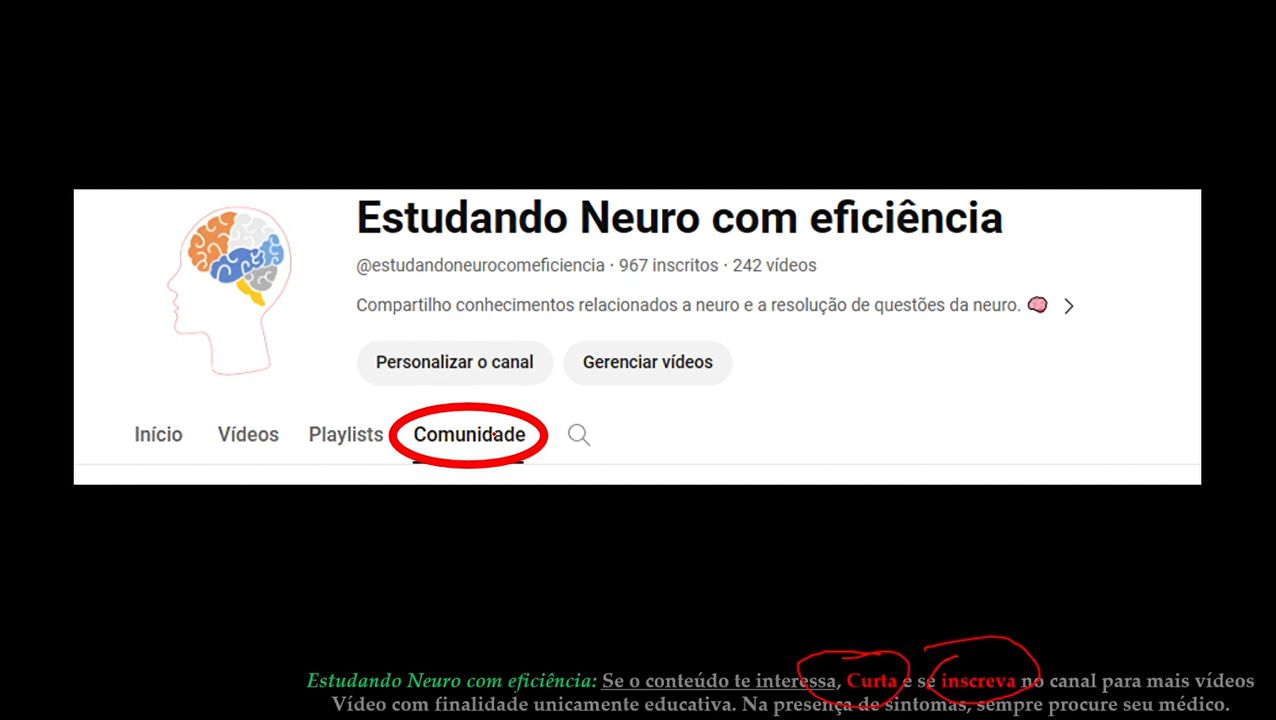 Estudando Neuro com eficiência
@estudandoneurocomeficiencia · 967 inscritos · 242 vídeos
Compartilho conhecimentos relacionados a neuro e a resolução de questões da neuro. 🧠
Personalizar o canal Gerenciar vídeos
Início Vídeos Playlists Comunidade
Estudando Neuro com eficiência: Se o conteúdo te interessa, Curta e se inscreva no canal para mais vídeos
Vídeo com finalidade unicamente educativa. Na presença de sintomas, sempre procure seu médico.